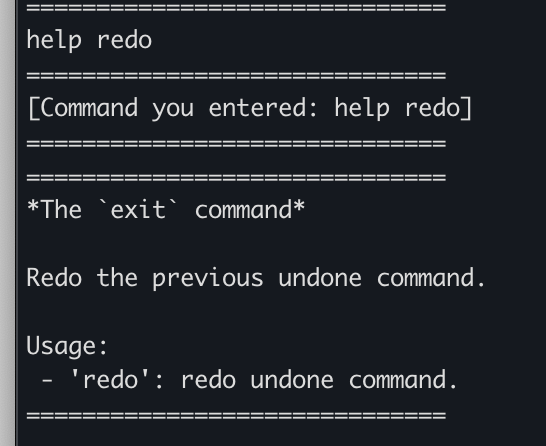 ==============================
help redo
==============================
[Command you entered: help redo]
==============================
==============================
*The `exit` command*
Redo the previous undone command.
Usage:
- 'redo': redo undone command.
==============================